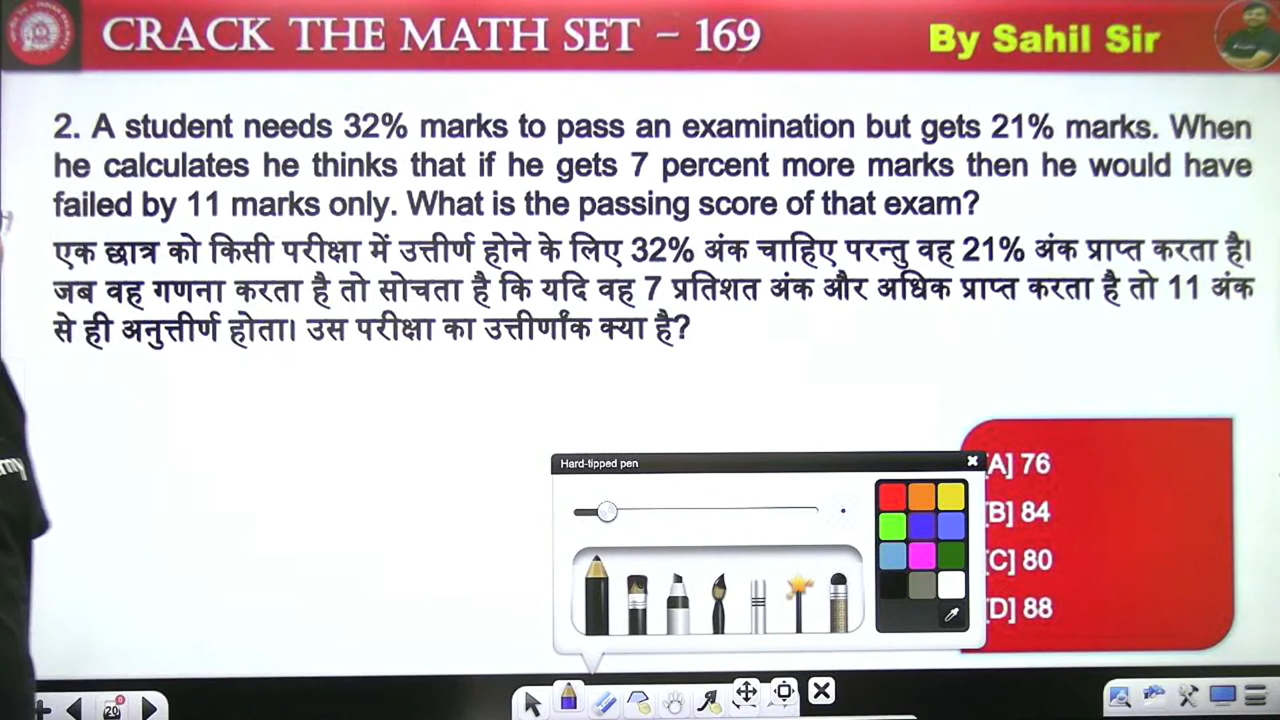 CRACK THE MATH SET – 169
By Sahil Sir
2. A student needs 32% marks to pass an examination but gets 21% marks. When
he calculates he thinks that if he gets 7 percent more marks then he would have
failed by 11 marks only. What is the passing score of that exam?
एक छात्र को किसी परीक्षा में उत्तीर्ण होने के लिए 32% अंक चाहिए परन्तु वह 21% अंक प्राप्त करता है।
जब वह गणना करता है तो सोचता है कि यदि वह 7 प्रतिशत अंक और अधिक प्राप्त करता है तो 11 अंक
से ही अनुत्तीर्ण होता। उस परीक्षा का उत्तीर्णांक क्या है?
Hard-tipped pen
[A] 76
[B] 84
[C] 80
[D] 88
my
20